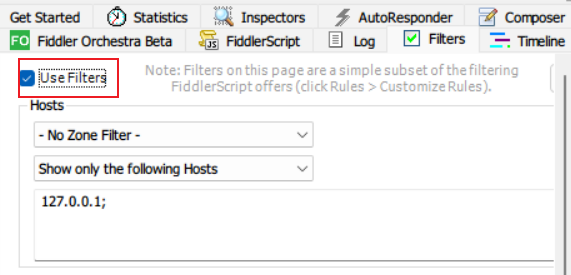 Get Started Statistics Inspectors AutoResponder Composer
FO Fiddler Orchestra Beta JS FiddlerScript Log Filters Timeline
Use Filters Note: Filters on this page are a simple subset of the filtering
FiddlerScript offers (click Rules > Customize Rules).
Hosts
- No Zone Filter -
Show only the following Hosts
127.0.0.1;